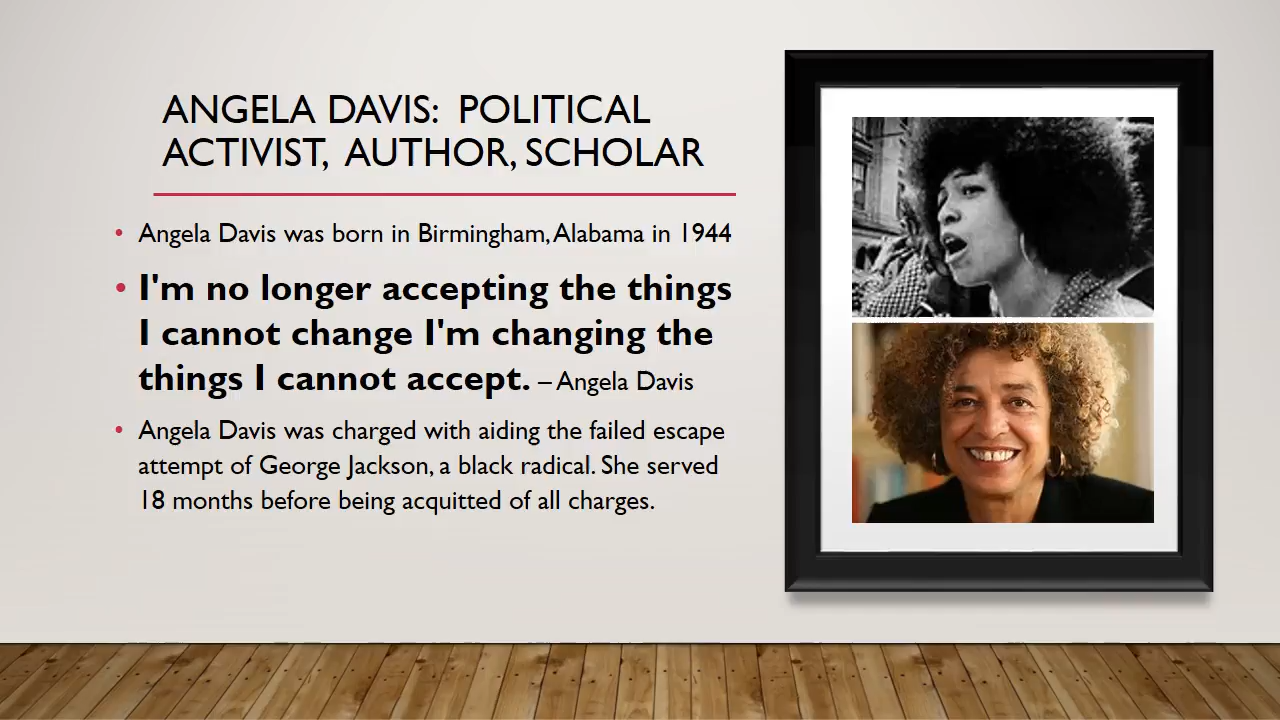 ANGELA DAVIS: POLITICAL
ACTIVIST, AUTHOR, SCHOLAR
• Angela Davis was born in Birmingham, Alabama in 1944
• I'm no longer accepting the things
I cannot change I'm changing the
things I cannot accept. – Angela Davis
• Angela Davis was charged with aiding the failed escape
attempt of George Jackson, a black radical. She served
18 months before being acquitted of all charges.